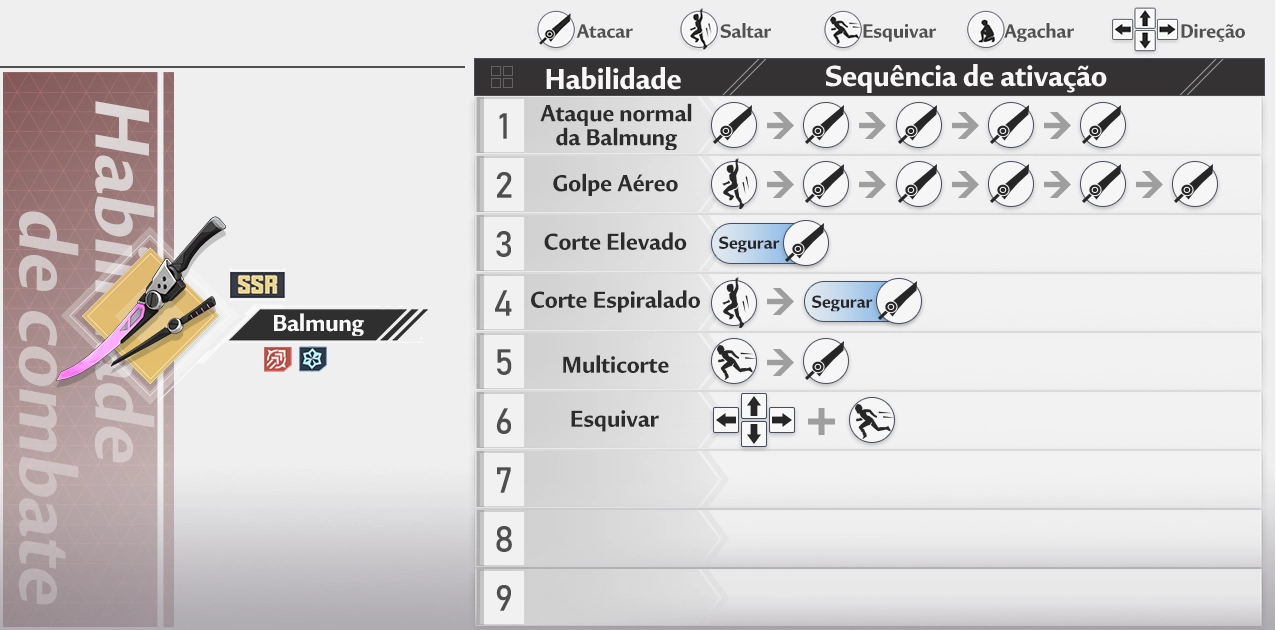 Atacar
Saltar
Esquivar
Agachar
Direção
Habilidade
Sequência de ativação
Habilidade
de combate
SSR
Balmung
1
Ataque normal
da Balmung
2
Golpe Aéreo
3
Corte Elevado
Segurar
4
Corte Espiralado
Segurar
5
Multicorte
6
Esquivar
7
8
9